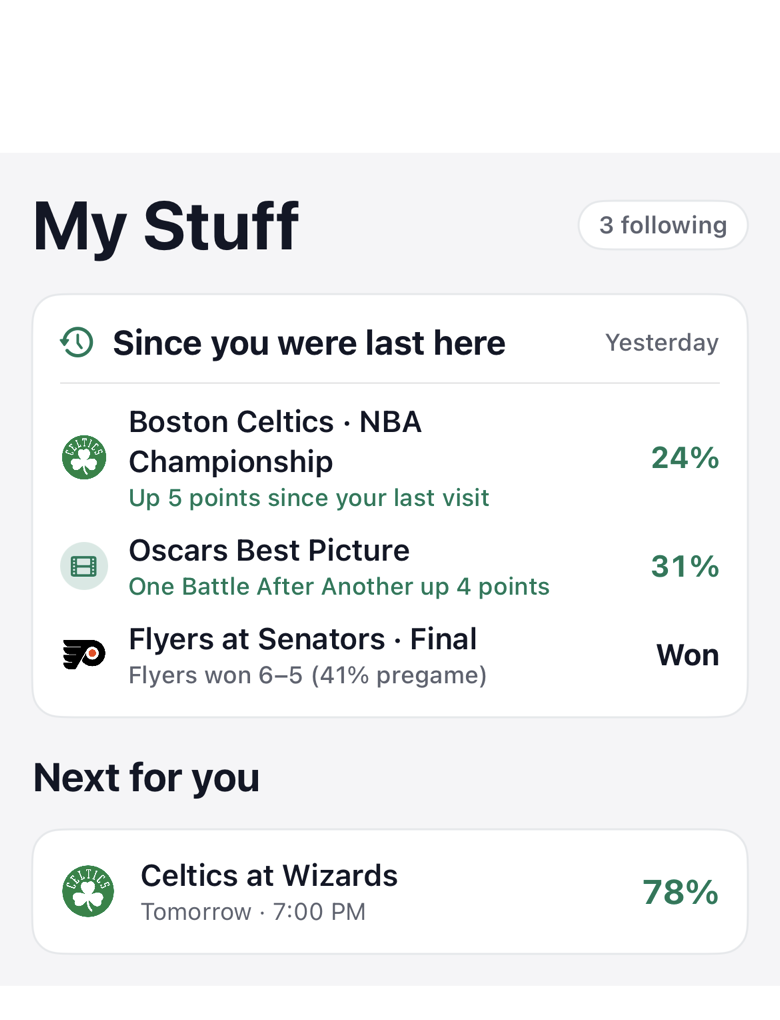 My Stuff
3 following
Since you were last here
Yesterday
CELTICS
Boston Celtics · NBA
Championship
24%
Up 5 points since your last visit
Oscars Best Picture
31%
One Battle After Another up 4 points
Flyers at Senators · Final
Won
Flyers won 6–5 (41% pregame)
Next for you
CELTICS
Celtics at Wizards
78%
Tomorrow · 7:00 PM